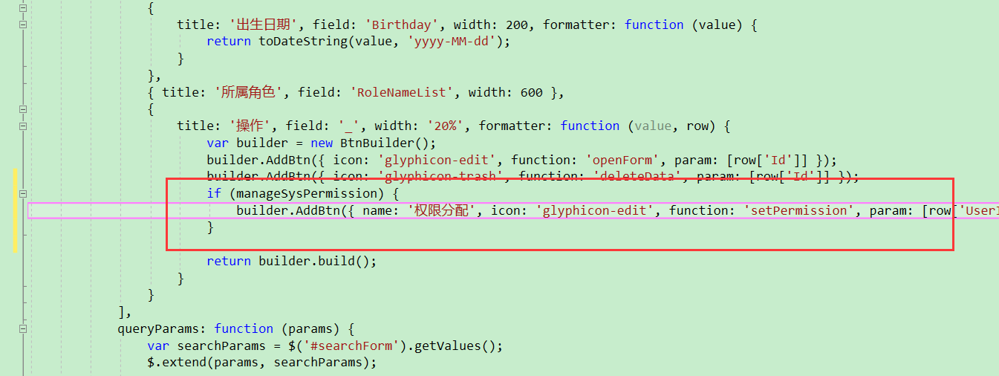 {
title: '出生日期', field: 'Birthday', width: 200, formatter: function (value) {
return toDateString(value, 'yyyy-MM-dd');
}
},
{ title: '所属角色', field: 'RoleNameList', width: 600 },
{
title: '操作', field: '_', width: '20%', formatter: function (value, row) {
var builder = new BtnBuilder();
builder.AddBtn({ icon: 'glyphicon-edit', function: 'openForm', param: [row['Id']] });
builder.AddBtn({ icon: 'glyphicon-trash', function: 'deleteData', param: [row['Id']] });
if (manageSysPermission) {
builder.AddBtn({ name: '权限分配', icon: 'glyphicon-edit', function: 'setPermission', param: [row['User
}
return builder.build();
}
}
],
queryParams: function (params) {
var searchParams = $('#searchForm').getValues();
$.extend(params, searchParams);